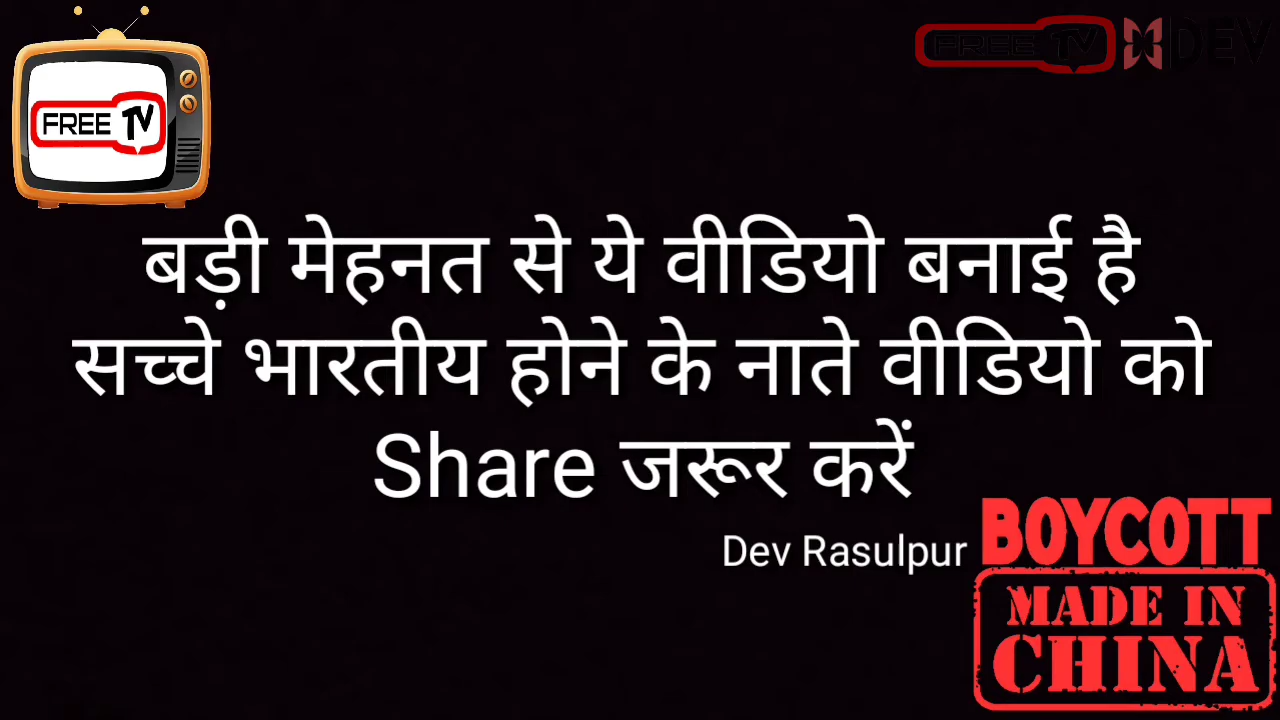 FREE TV
FREE TV DEV
बड़ी मेहनत से ये वीडियो बनाई है
सच्चे भारतीय होने के नाते वीडियो को
Share जरूर करें
Dev Rasulpur
BOYCOTT
MADE IN
CHINA